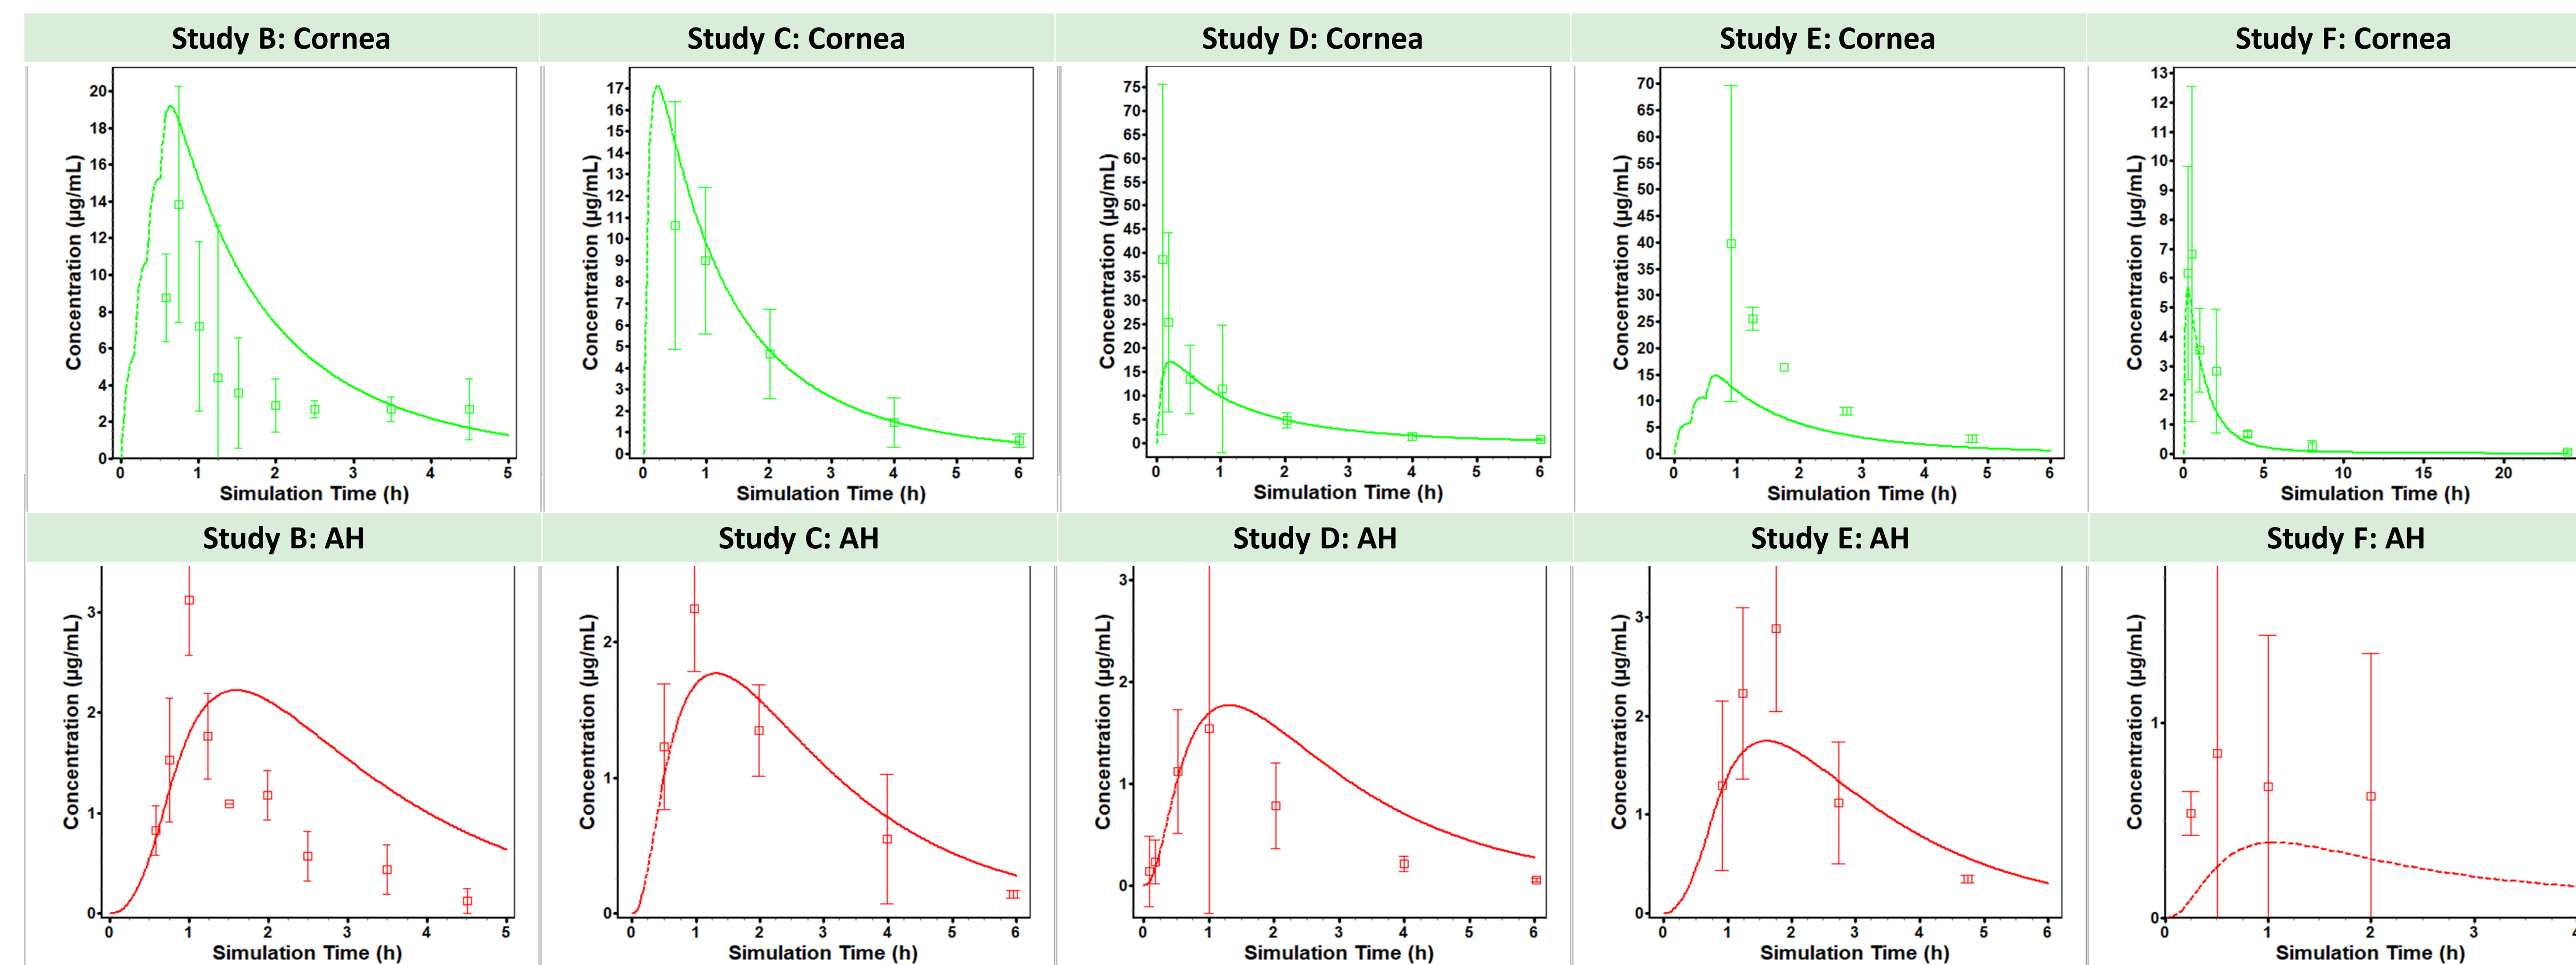 Study B: Cornea
Study C: Cornea
Study D: Cornea
Study E: Cornea
Study F: Cornea
Concentration (µg/mL)
20
18
16
14
12
10
8
6
4
2
0
0 1 2 3 4 5
Simulation Time (h)
Concentration (µg/mL)
17
16
15
14
13
12
11
10
9
8
7
6
5
4
3
2
1
0
0 1 2 3 4 5 6
Simulation Time (h)
Concentration (µg/mL)
75
70
65
60
55
50
45
40
35
30
25
20
15
10
5
0
0 1 2 3 4 5 6
Simulation Time (h)
Concentration (µg/mL)
70
65
60
55
50
45
40
35
30
25
20
15
10
5
0
0 1 2 3 4 5 6
Simulation Time (h)
Concentration (µg/mL)
13
12
11
10
9
8
7
6
5
4
3
2
1
0
0 5 10 15 20
Simulation Time (h)
Study B: AH
Study C: AH
Study D: AH
Study E: AH
Study F: AH
Concentration (µg/mL)
3
2
1
0
0 1 2 3 4 5
Simulation Time (h)
Concentration (µg/mL)
2
1
0
0 1 2 3 4 5 6
Simulation Time (h)
Concentration (µg/mL)
3
2
1
0
0 1 2 3 4 5 6
Simulation Time (h)
Concentration (µg/mL)
3
2
1
0
0 1 2 3 4 5 6
Simulation Time (h)
Concentration (µg/mL)
1
0
0 1 2 3
Simulation Time (h)